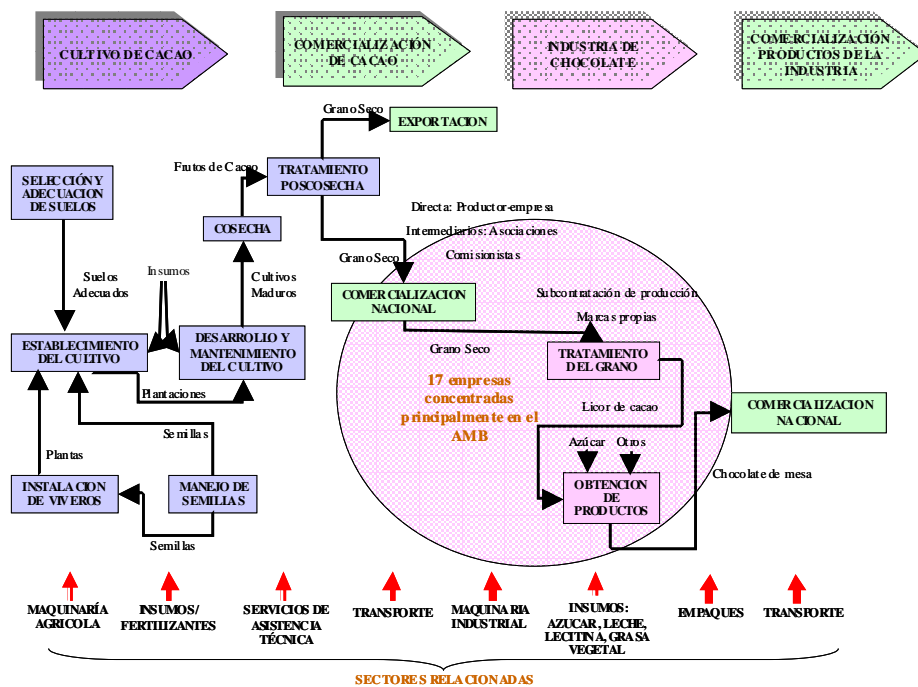 CULTIVO DE CACAO
COMERCIALIZACIÓN
DE CACAO
INDUSTRIA DE
CHOCOLATE
COMERCIALIZACIÓN
PRODUCTOS DE LA
INDUSTRIA
Grano Seco
EXPORTACION
Frutos de Cacao
TRATAMIENTO
POSCOSECHA
SELECCIÓN Y
ADECUACION
DE SUELOS
COSECHA
Directa: Productor-empresa
Intermediarios: Asociaciones
Comisionistas
Grano Seco
Insumos
Suelos
Adecuados
Cultivos
Maduros
COMERCIALIZACION
NACIONAL
Subcontratación de producción
Marcas propias
ESTABLECIMIENTO
DEL CULTIVO
DESARROLLO Y
MANTENIMIENTO
DEL CULTIVO
Grano Seco
TRATAMIENTO
DEL GRANO
17 empresas
concentradas
principalmente en el
AMB
Plantaciones
Licor de cacao
COMERCIALIZACION
NACIONAL
Semillas
Azúcar
Otros
Plantas
Chocolate de mesa
INSTALACION
DE VIVEROS
MANEJO DE
SEMILLAS
OBTENCION
DE
PRODUCTOS
Semillas
MAQUINARÍA
AGRICOLA
INSUMOS/
FERTILIZANTES
SERVICIOS DE
ASISTENCIA
TÉCNICA
TRANSPORTE
MAQUINARIA
INDUSTRIAL
INSUMOS:
AZUCAR, LECHE,
LECITINA, GRASA
VEGETAL
EMPAQUES
TRANSPORTE
SECTORES RELACIONADAS